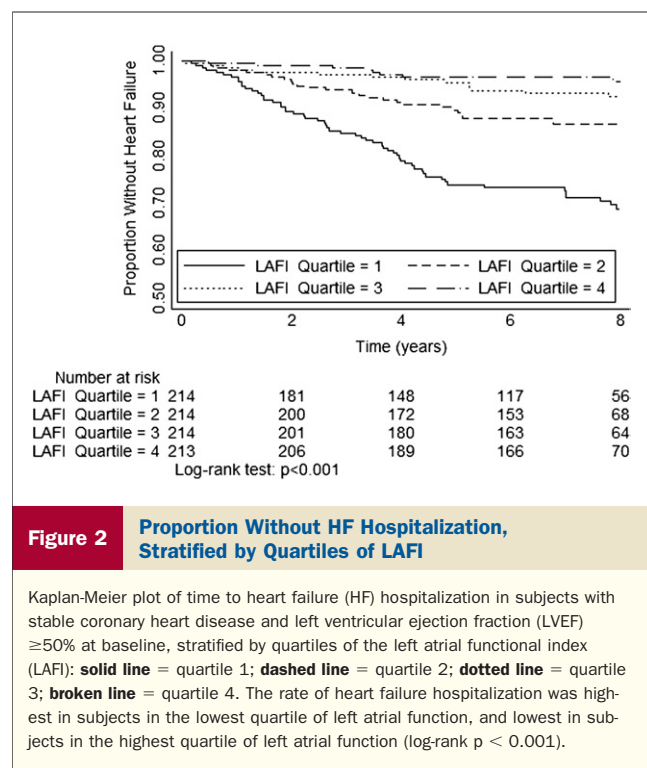 Proportion Without Heart Failure
1.00
0.90
0.80
0.70
0.60
0.50
LAFI Quartile = 1 LAFI Quartile = 2
LAFI Quartile = 3 LAFI Quartile = 4
0 2 4 6 8
Time (years)
Number at risk
LAFI Quartile = 1 214 181 148 117 56
LAFI Quartile = 2 214 200 172 153 68
LAFI Quartile = 3 214 201 180 163 64
LAFI Quartile = 4 213 206 189 166 70
Log-rank test: p<0.001
Figure 2
Proportion Without HF Hospitalization,
Stratified by Quartiles of LAFI
Kaplan-Meier plot of time to heart failure (HF) hospitalization in subjects with
stable coronary heart disease and left ventricular ejection fraction (LVEF)
≥50% at baseline, stratified by quartiles of the left atrial functional index
(LAFI): solid line = quartile 1; dashed line = quartile 2; dotted line = quartile
3; broken line = quartile 4. The rate of heart failure hospitalization was high-
est in subjects in the lowest quartile of left atrial function, and lowest in sub-
jects in the highest quartile of left atrial function (log-rank p < 0.001).